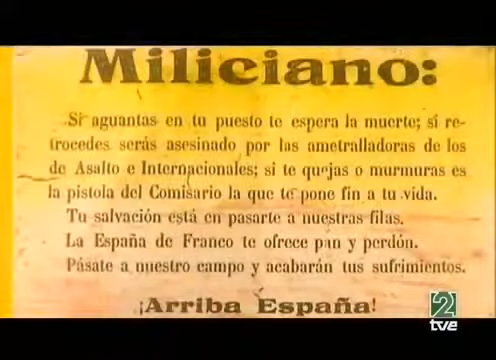 Miliciano:
Si aguantas en tu puesto te espera la muerte; si re-
trocedes serás asesinado por las ametralladoras de los
de Asalto e Internacionales; si te quejas o murmuras es
la pistola del Comisario la que te pone fin a tu vida.
Tu salvación está en pasarte a nuestras filas.
La España de Franco te ofrece pan y perdón.
Pásate a nuestro campo y acabarán tus sufrimientos.
¡Arriba España!
2
tve